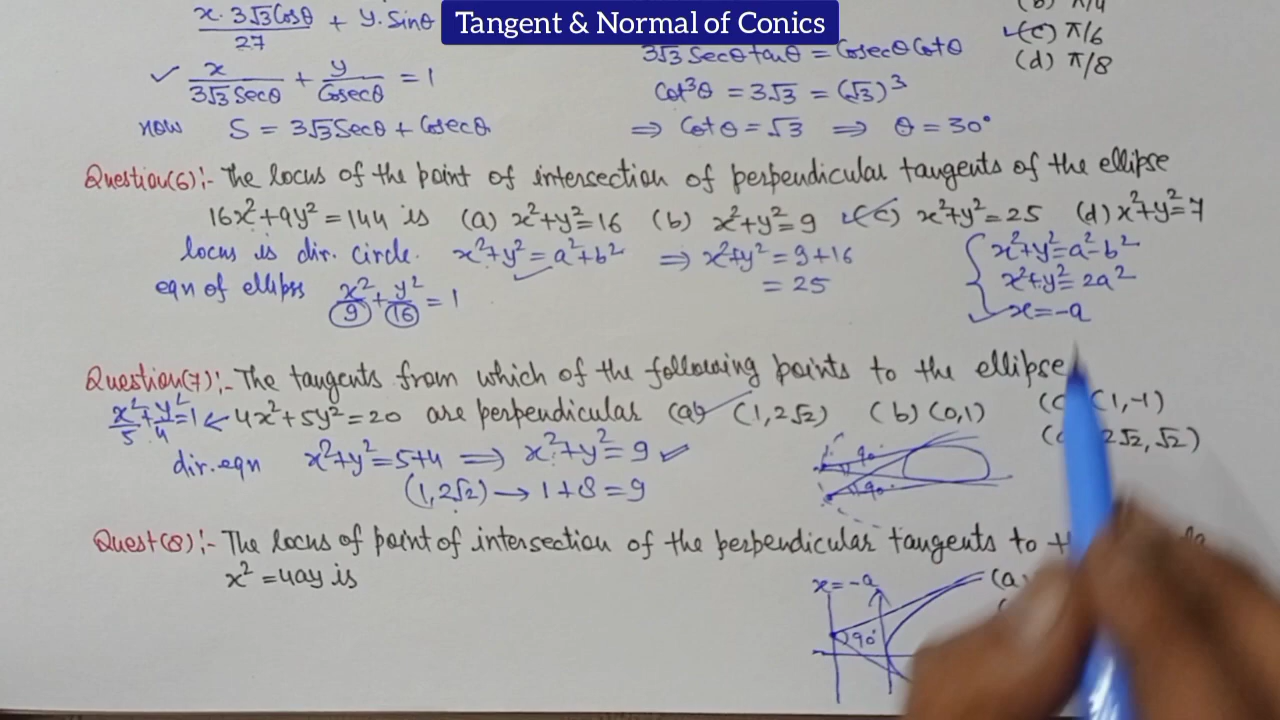 Tangent & Normal of Conics
x·3√3Cosθ/27 + y·Sinθ
✓ x/(3√3Secθ) + y/Cosecθ = 1
now S = 3√3Secθ + Cosecθ
3√3 Secθ tanθ = Cosecθ Cotθ
Cot³θ = 3√3 = (√3)³
⇒ Cotθ = √3 ⇒ θ = 30°
(b) π/4
✓(c) π/6
(d) π/8
Question(6):- The locus of the point of intersection of perpendicular tangents of the ellipse
16x²+9y²=144 is (a) x²+y²=16 (b) x²+y²=9 ✓(c) x²+y²=25 (d) x²+y²=7
locus is dir. circle. x²+y²=a²+b² ⇒ x²+y²=9+16
= 25
eqn of ellips x²/9 + y²/16 = 1
x²+y²=a²-b²
x²+y²=2a²
x=-a
Question(7):- The tangents from which of the following points to the ellipse
x²/5+y²/4=1 ← 4x²+5y²=20 are perpendicular (a)✓ (1,2√2) (b) (0,1) (1,-1)
2√2,√2)
dir.eqn x²+y²=5+4 ⇒ x²+y²=9 ✓
(1,2√2) → 1+8=9
90°
90°
Quest(8):- The locus of point of intersection of the perpendicular tangents to
x²=4ay is
x=-a
(a)
90°